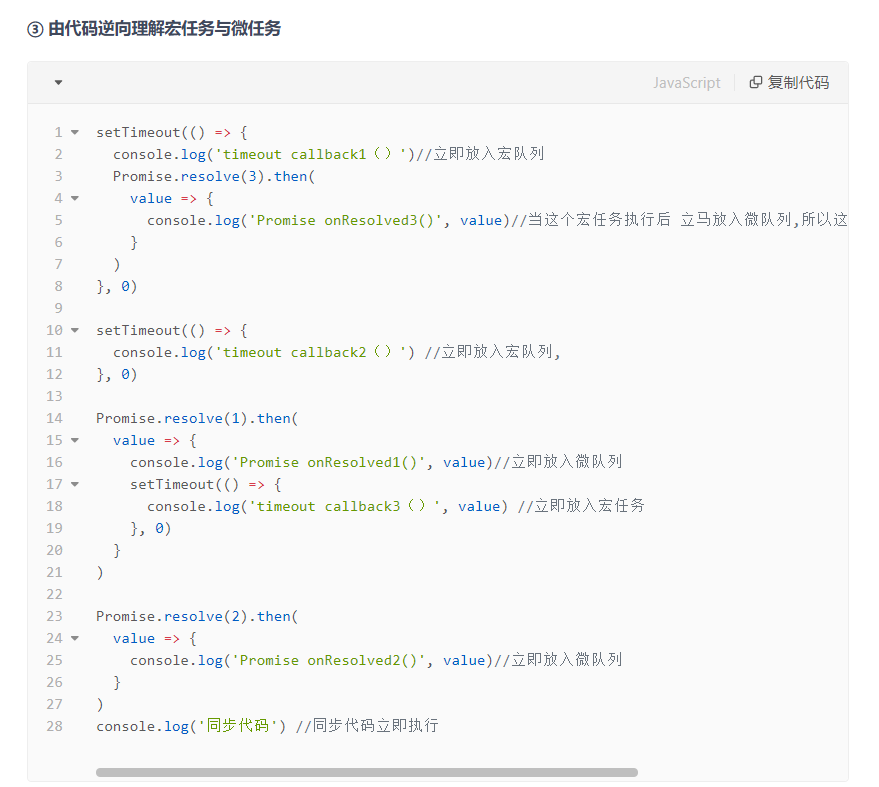 ③ 由代码逆向理解宏任务与微任务
JavaScript 复制代码
1 setTimeout(() => {
2   console.log('timeout callback1（）')//立即放入宏队列
3   Promise.resolve(3).then(
4     value => {
5       console.log('Promise onResolved3()', value)//当这个宏任务执行后 立马放入微队列,所以这
6     }
7   )
8 }, 0)
9
10 setTimeout(() => {
11   console.log('timeout callback2（）') //立即放入宏队列,
12 }, 0)
13
14 Promise.resolve(1).then(
15   value => {
16     console.log('Promise onResolved1()', value)//立即放入微队列
17     setTimeout(() => {
18       console.log('timeout callback3（）', value) //立即放入宏任务
19     }, 0)
20   }
21 )
22
23 Promise.resolve(2).then(
24   value => {
25     console.log('Promise onResolved2()', value)//立即放入微队列
26   }
27 )
28 console.log('同步代码') //同步代码立即执行